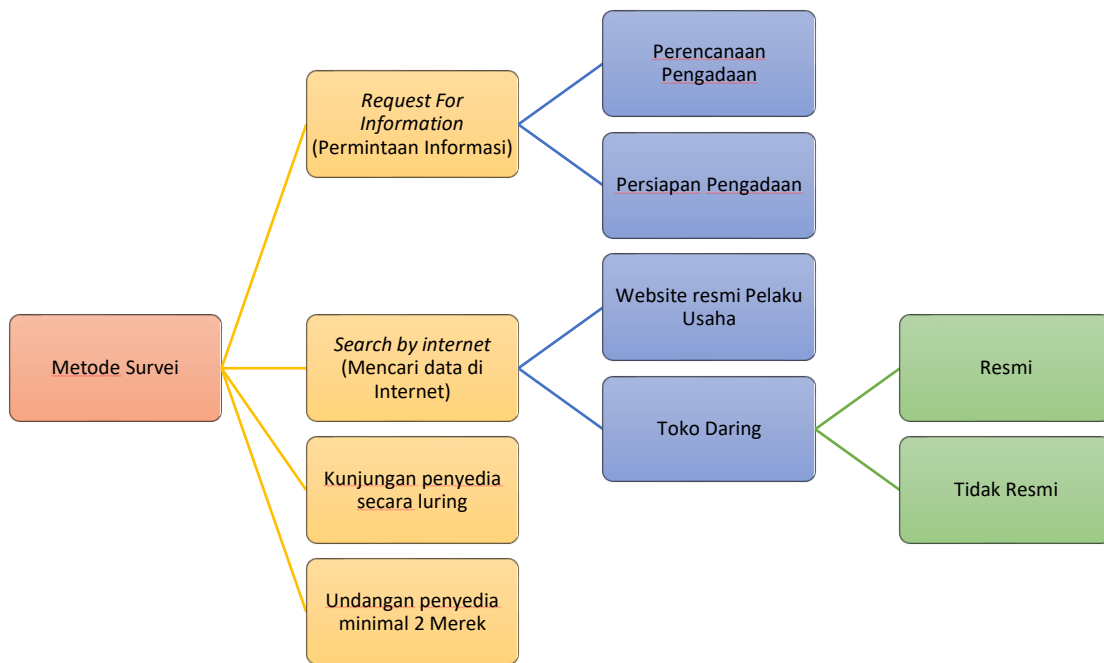 Perencanaan
Pengadaan
Request For
Information
(Permintaan Informasi)
Persiapan Pengadaan
Website resmi Pelaku
Usaha
Metode Survei
Search by internet
(Mencari data di
Internet)
Resmi
Toko Daring
Kunjungan penyedia
secara luring
Tidak Resmi
Undangan penyedia
minimal 2 Merek